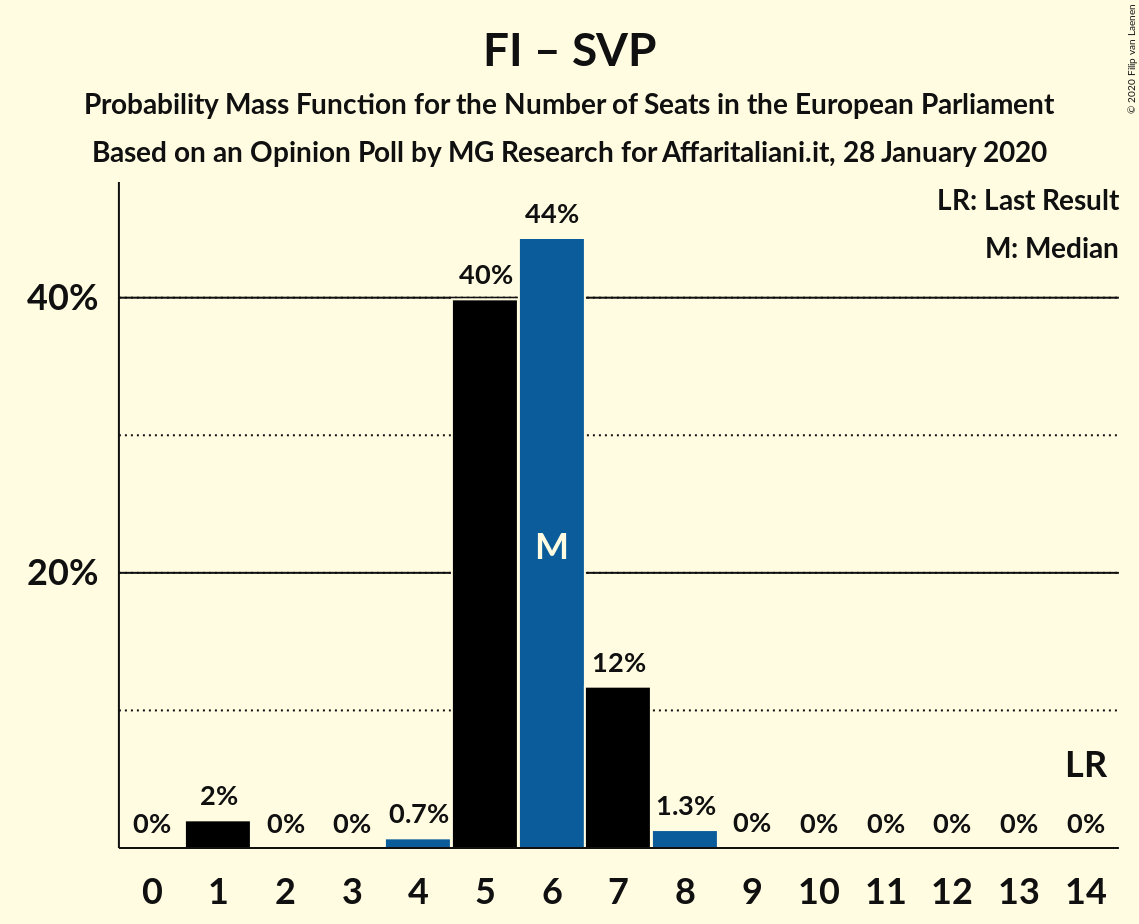 FI – SVP
Probability Mass Function for the Number of Seats in the European Parliament
Based on an Opinion Poll by MG Research for Affaritaliani.it, 28 January 2020
© 2020 Filip van Laenen
LR: Last Result
M: Median
44%
40%
40%
M
20%
12%
LR
2%
0.7%
1.3%
0% 0% 0% 0% 0% 0% 0% 0% 0% 0%
0 1 2 3 4 5 6 7 8 9 10 11 12 13 14